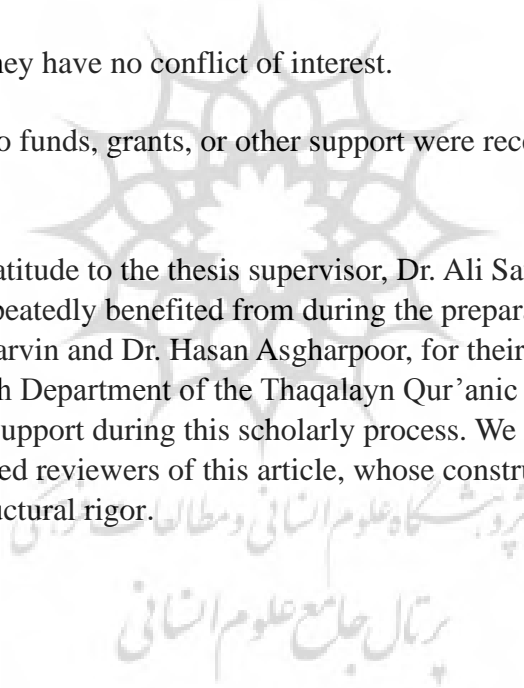 ney have no conflict of interest.
o funds, grants, or other support were rece
atitude to the thesis supervisor, Dr. Ali Sa
peatedly benefited from during the prepara
arvin and Dr. Hasan Asgharpoor, for their
h Department of the Thaqalayn Qur’anic
support during this scholarly process. We
ed reviewers of this article, whose constru
uctural rigor.
پژوهشگاه علوم انسانی و مطالعات فرهنگی
پرتال جامع علوم انسانی